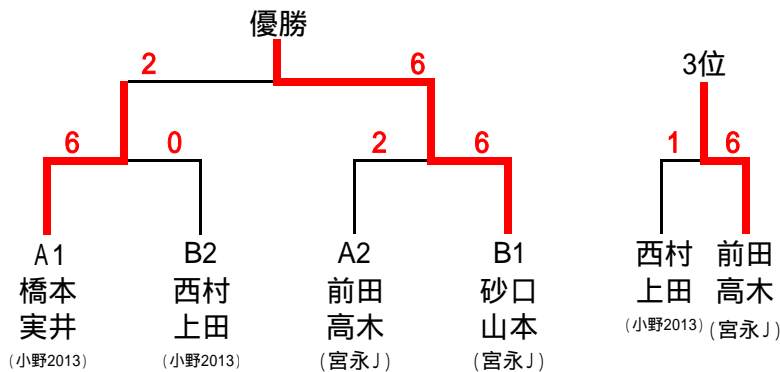 優勝
2 6
3位
6 0 2 6
1 6
A1 B2 A2 B1
橋本 西村 前田 砂口
実井 上田 高木 山本
(小野2013) (小野2013) (宮永J) (宮永J)
西村 前田
上田 高木
(小野2013) (宮永J)